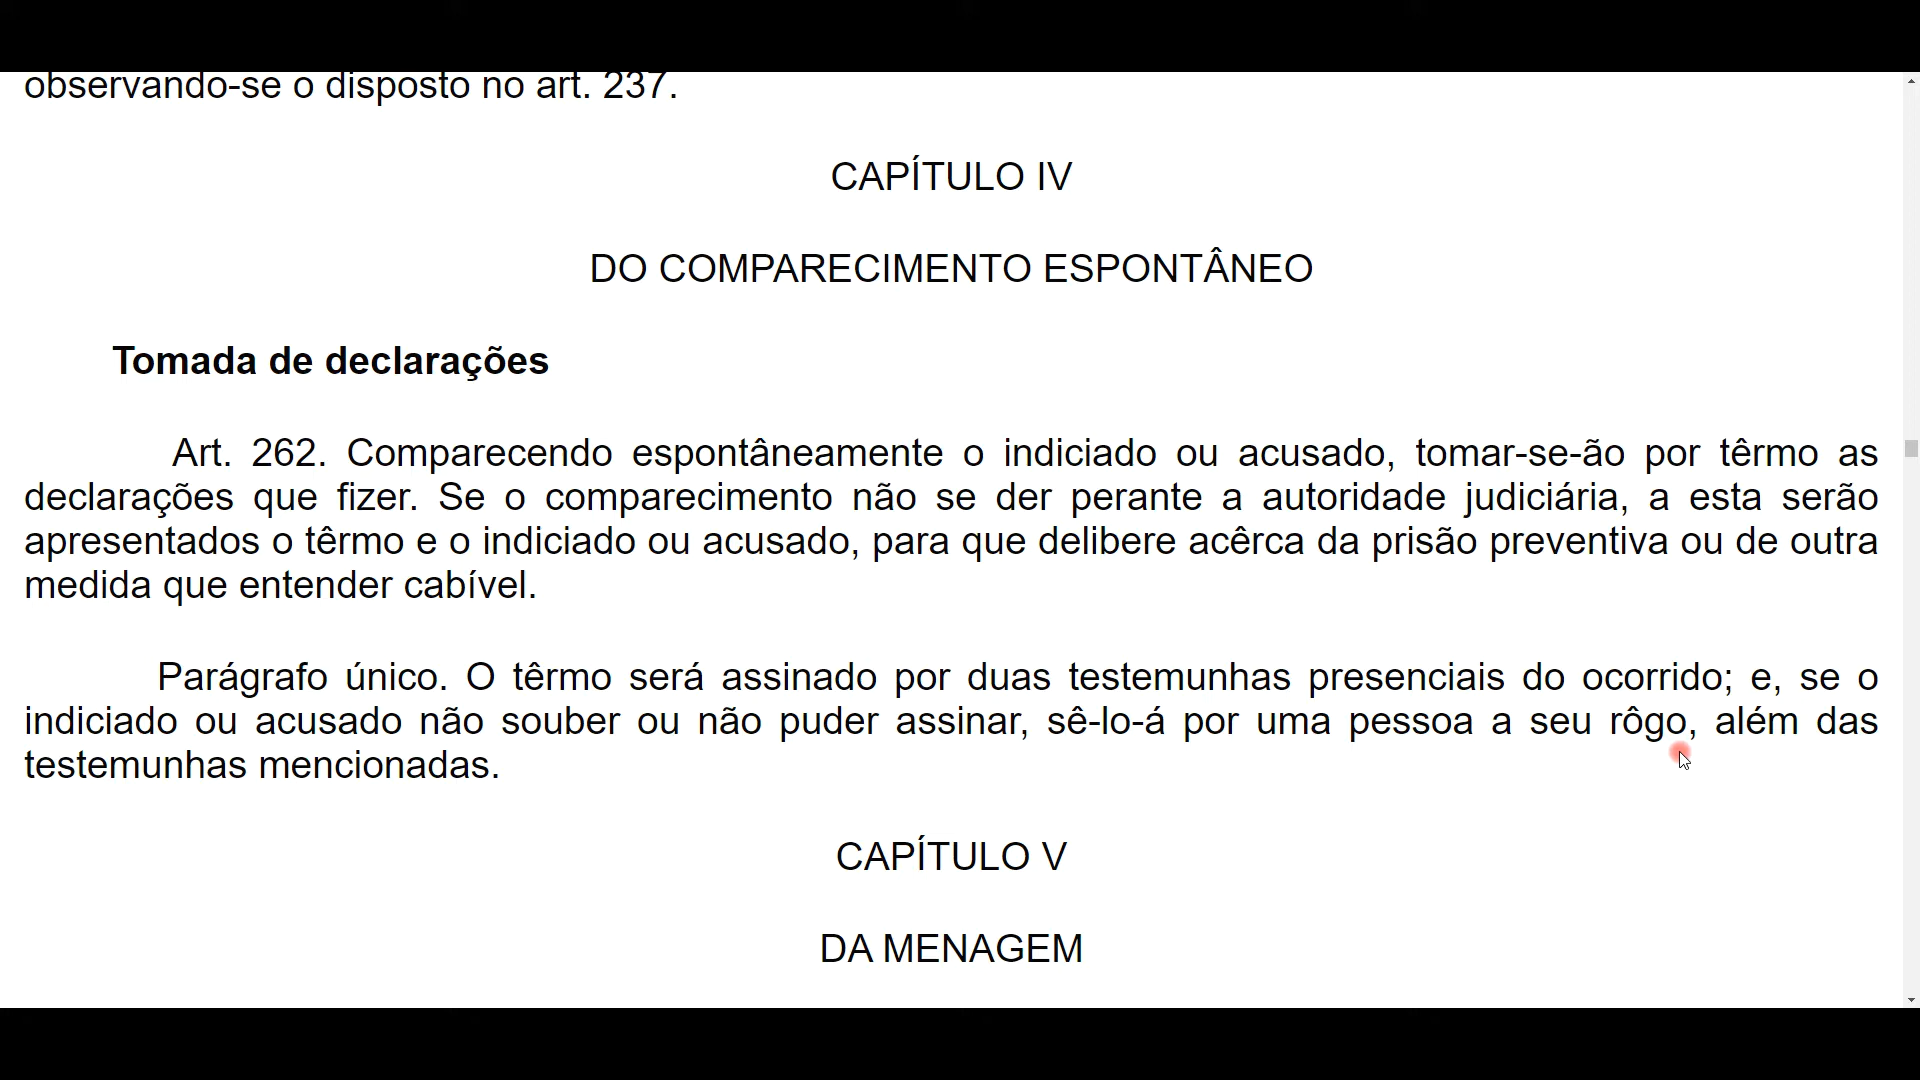 observando-se o disposto no art. 237.
CAPÍTULO IV
DO COMPARECIMENTO ESPONTÂNEO
Tomada de declarações
Art. 262. Comparecendo espontâneamente o indiciado ou acusado, tomar-se-ão por têrmo as
declarações que fizer. Se o comparecimento não se der perante a autoridade judiciária, a esta serão
apresentados o têrmo e o indiciado ou acusado, para que delibere acêrca da prisão preventiva ou de outra
medida que entender cabível.
Parágrafo único. O têrmo será assinado por duas testemunhas presenciais do ocorrido; e, se o
indiciado ou acusado não souber ou não puder assinar, sê-lo-á por uma pessoa a seu rôgo, além das
testemunhas mencionadas.
CAPÍTULO V
DA MENAGEM